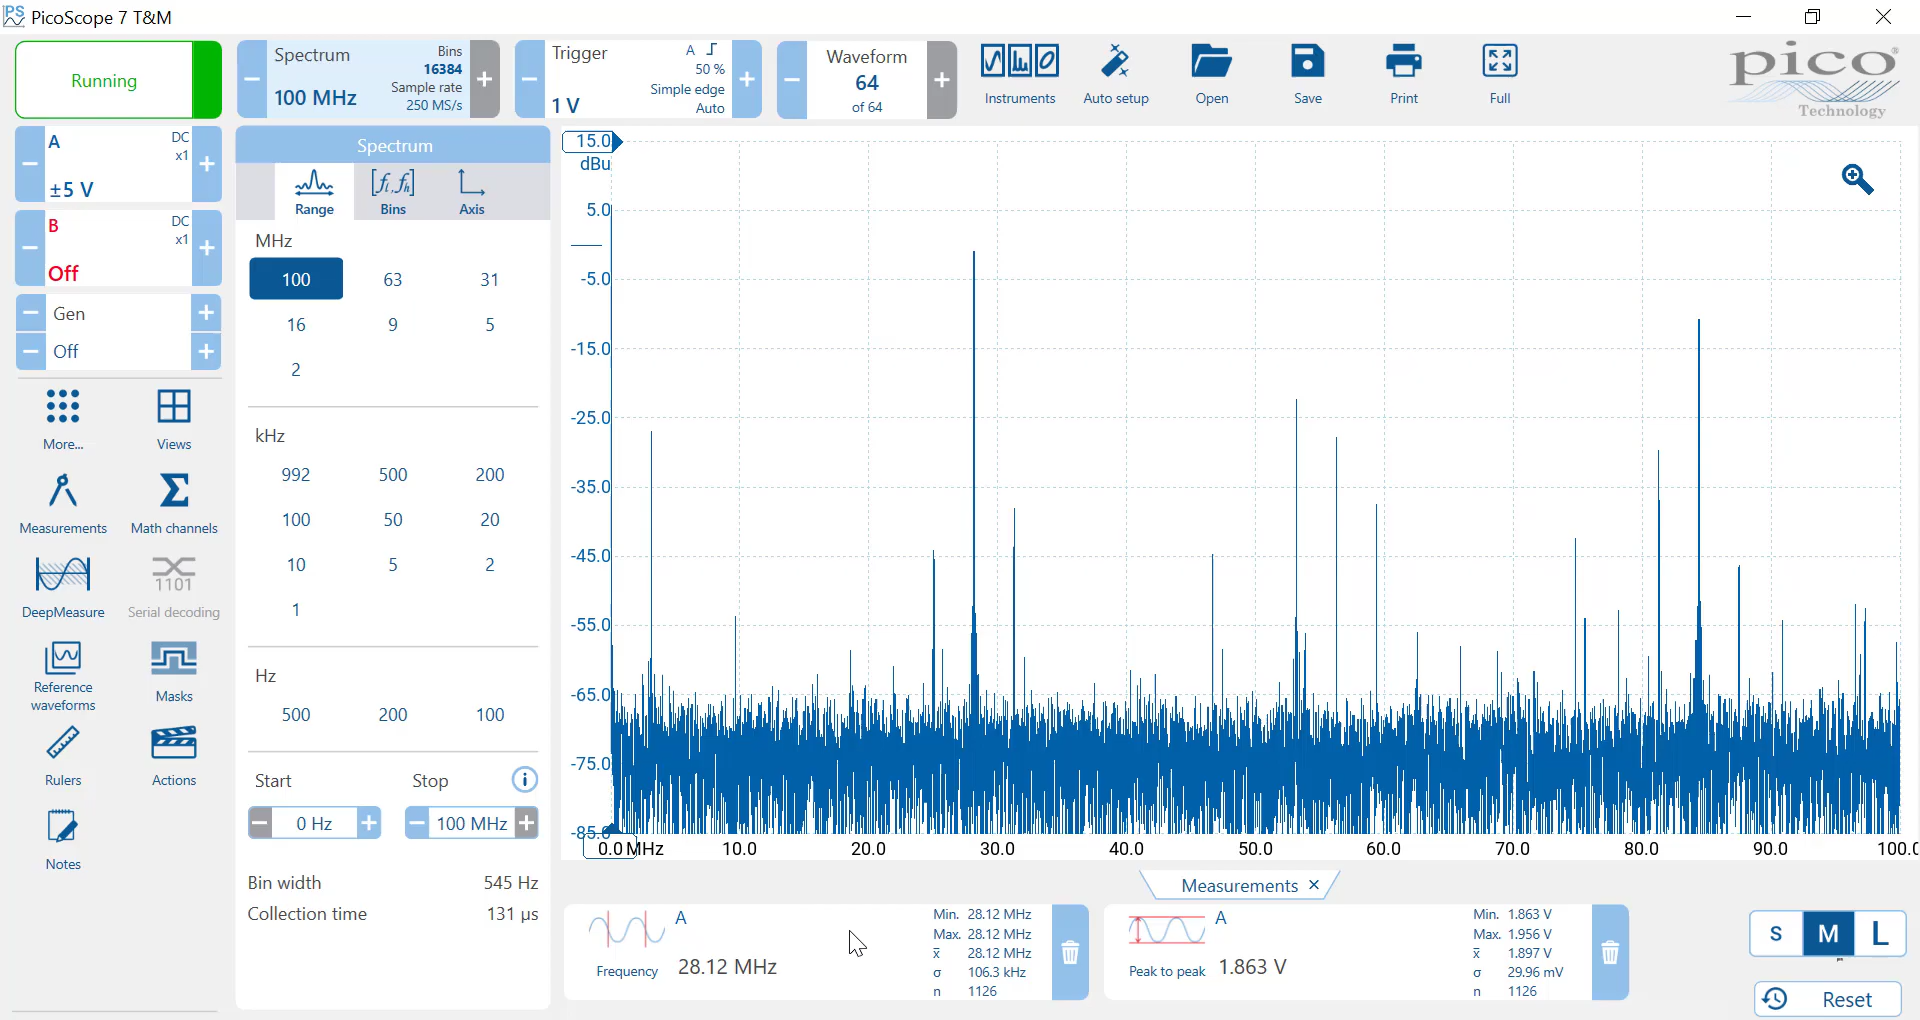 PS PicoScope 7 T&M
Running
Spectrum
100 MHz
Bins
16384
Sample rate
250 MS/s
Trigger
1 V
A
50 %
Simple edge
Auto
Waveform
64
of 64
Instruments
Auto setup
Open
Save
Print
Full
pico®
Technology
A
DC
x1
±5 V
B
DC
x1
Off
Gen
Off
More...
Views
Measurements
Math channels
DeepMeasure
1101
Serial decoding
Reference
waveforms
Masks
Rulers
Actions
Notes
Spectrum
Range
[fl,fh]
Bins
Axis
MHz
100 63 31
16 9 5
2
kHz
992 500 200
100 50 20
10 5 2
1
Hz
500 200 100
Start Stop i
0 Hz 100 MHz
Bin width 545 Hz
Collection time 131 µs
15.0
dBu
5.0
-5.0
-15.0
-25.0
-35.0
-45.0
-55.0
-65.0
-75.0
-85.0
0.0 MHz 10.0 20.0 30.0 40.0 50.0 60.0 70.0 80.0 90.0 100.0
Measurements ×
A
Frequency 28.12 MHz
Min. 28.12 MHz
Max. 28.12 MHz
x̄ 28.12 MHz
σ 106.3 kHz
n 1126
A
Peak to peak 1.863 V
Min. 1.863 V
Max. 1.956 V
x̄ 1.897 V
σ 29.96 mV
n 1126
S M L
Reset